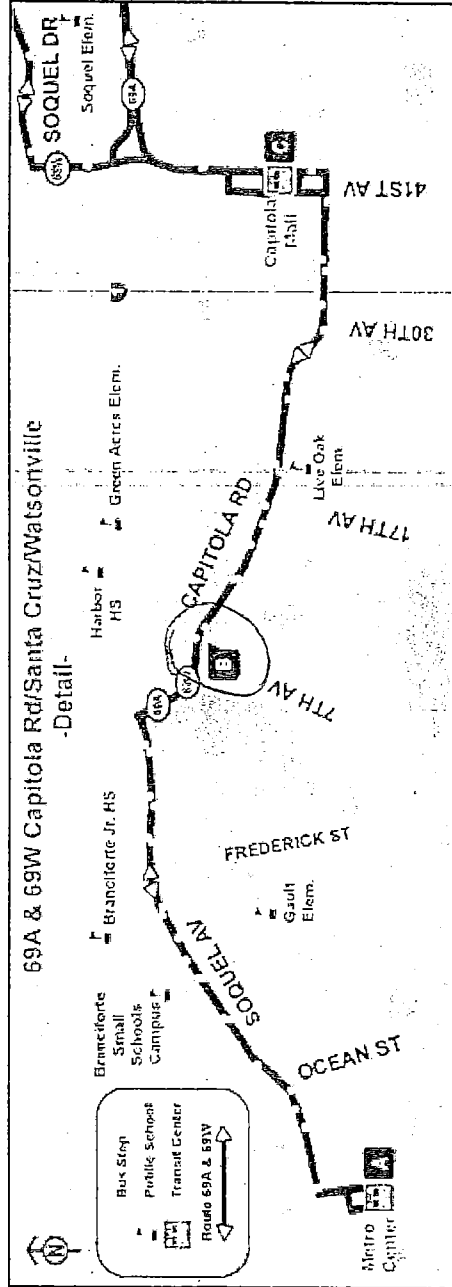 69A & 69W Capitola Rd/Santa Cruz/Watsonville
-Detail-
N
Bus Stop
Public School
Transit Center
Route 69A & 69W
Branciforte
Small
Schools
Campus
Branciforte Jr. HS
Harbor
HS
Green Acres Elem.
SOQUEL DR
Soquel Elem.
69W
69A
CAPITOLA RD
SOQUEL AV
69A
69W
B
7TH AV
17TH AV
Live Oak
Elem.
30TH AV
41ST AV
Capitola
Mall
FREDERICK ST
Gault
Elem.
OCEAN ST
Metro
Center
A